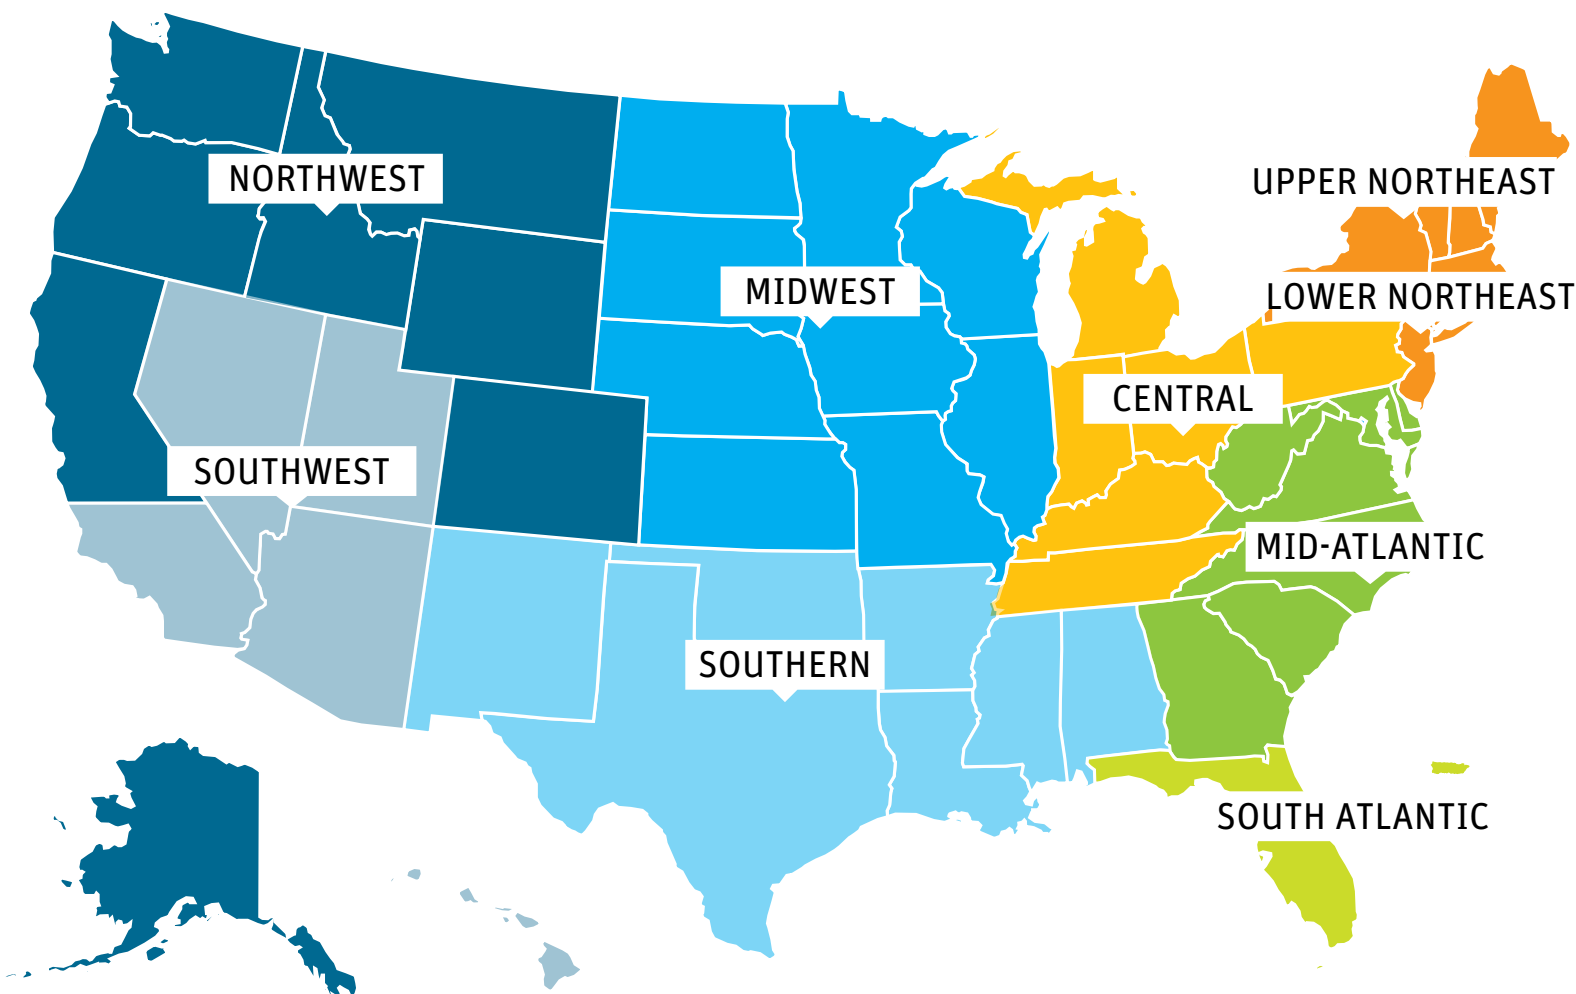 NORTHWEST
UPPER NORTHEAST
MIDWEST
LOWER NORTHEAST
CENTRAL
SOUTHWEST
MID-ATLANTIC
SOUTHERN
SOUTH ATLANTIC